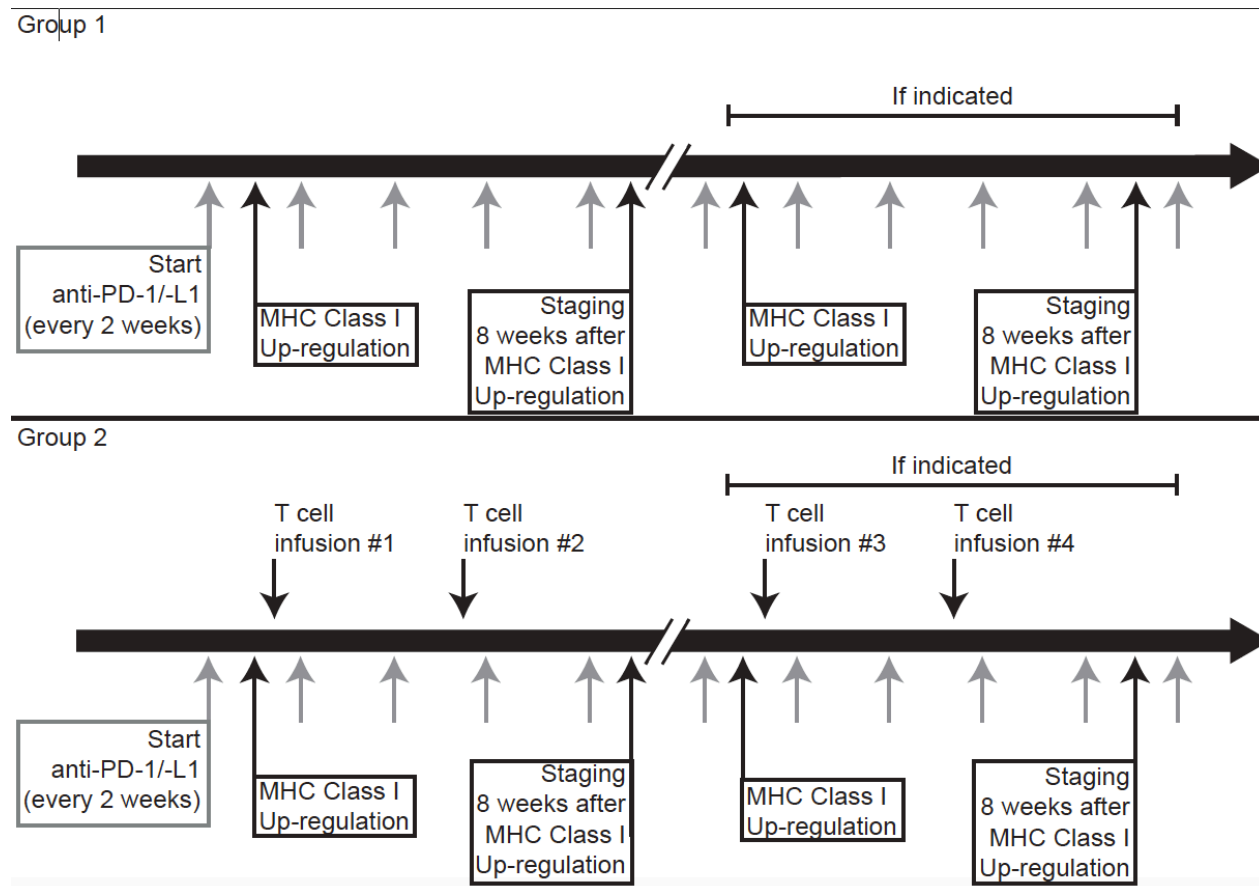 Group 1
If indicated
Start
anti-PD-1/-L1
(every 2 weeks)
MHC Class I
Up-regulation
Staging
8 weeks after
MHC Class I
Up-regulation
MHC Class I
Up-regulation
Staging
8 weeks after
MHC Class I
Up-regulation
Group 2
If indicated
T cell
infusion #1
T cell
infusion #2
T cell
infusion #3
T cell
infusion #4
Start
anti-PD-1/-L1
(every 2 weeks)
MHC Class I
Up-regulation
Staging
8 weeks after
MHC Class I
Up-regulation
MHC Class I
Up-regulation
Staging
8 weeks after
MHC Class I
Up-regulation